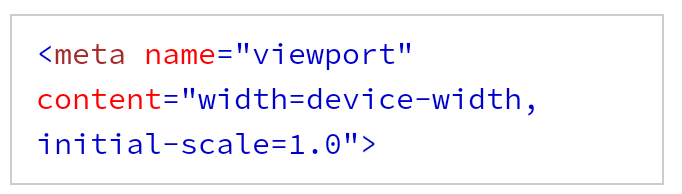 <meta name="viewport"
content="width=device-width,
initial-scale=1.0">